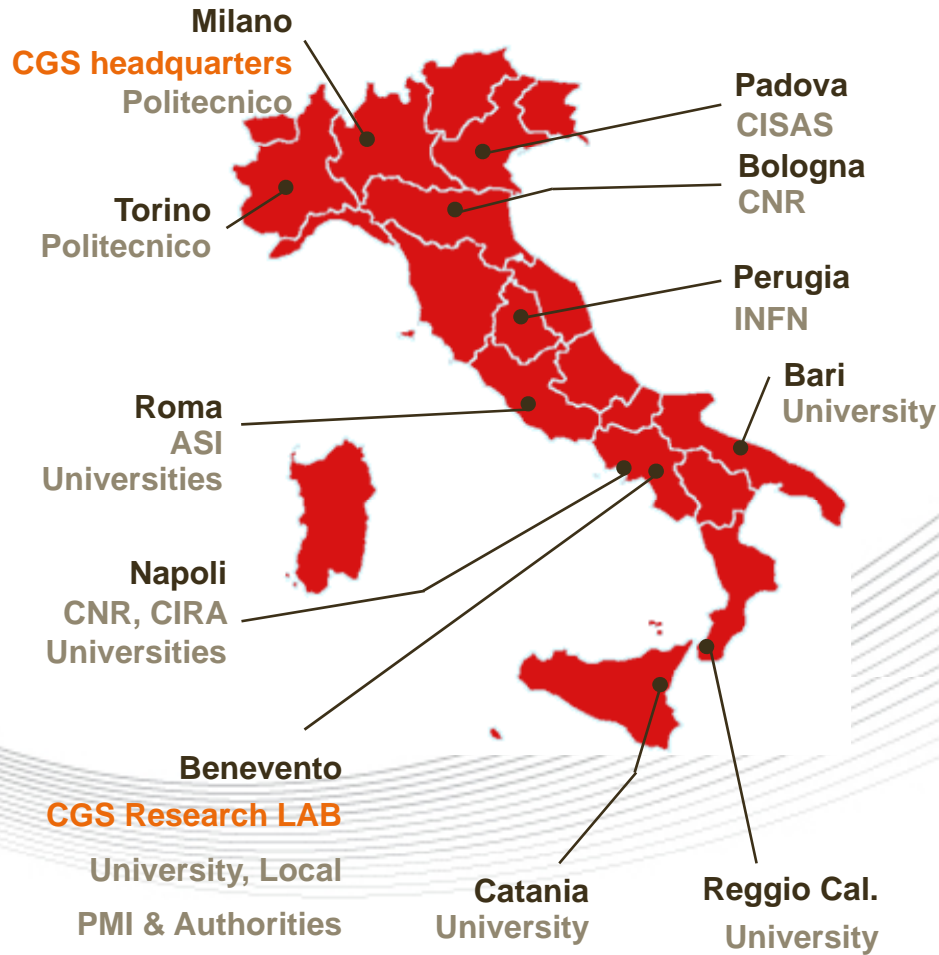 Milano
CGS headquarters
Politecnico
Torino
Politecnico
Padova
CISAS
Bologna
CNR
Perugia
INFN
Bari
University
Roma
ASI
Universities
Napoli
CNR, CIRA
Universities
Benevento
CGS Research LAB
University, Local
PMI & Authorities
Catania
University
Reggio Cal.
University